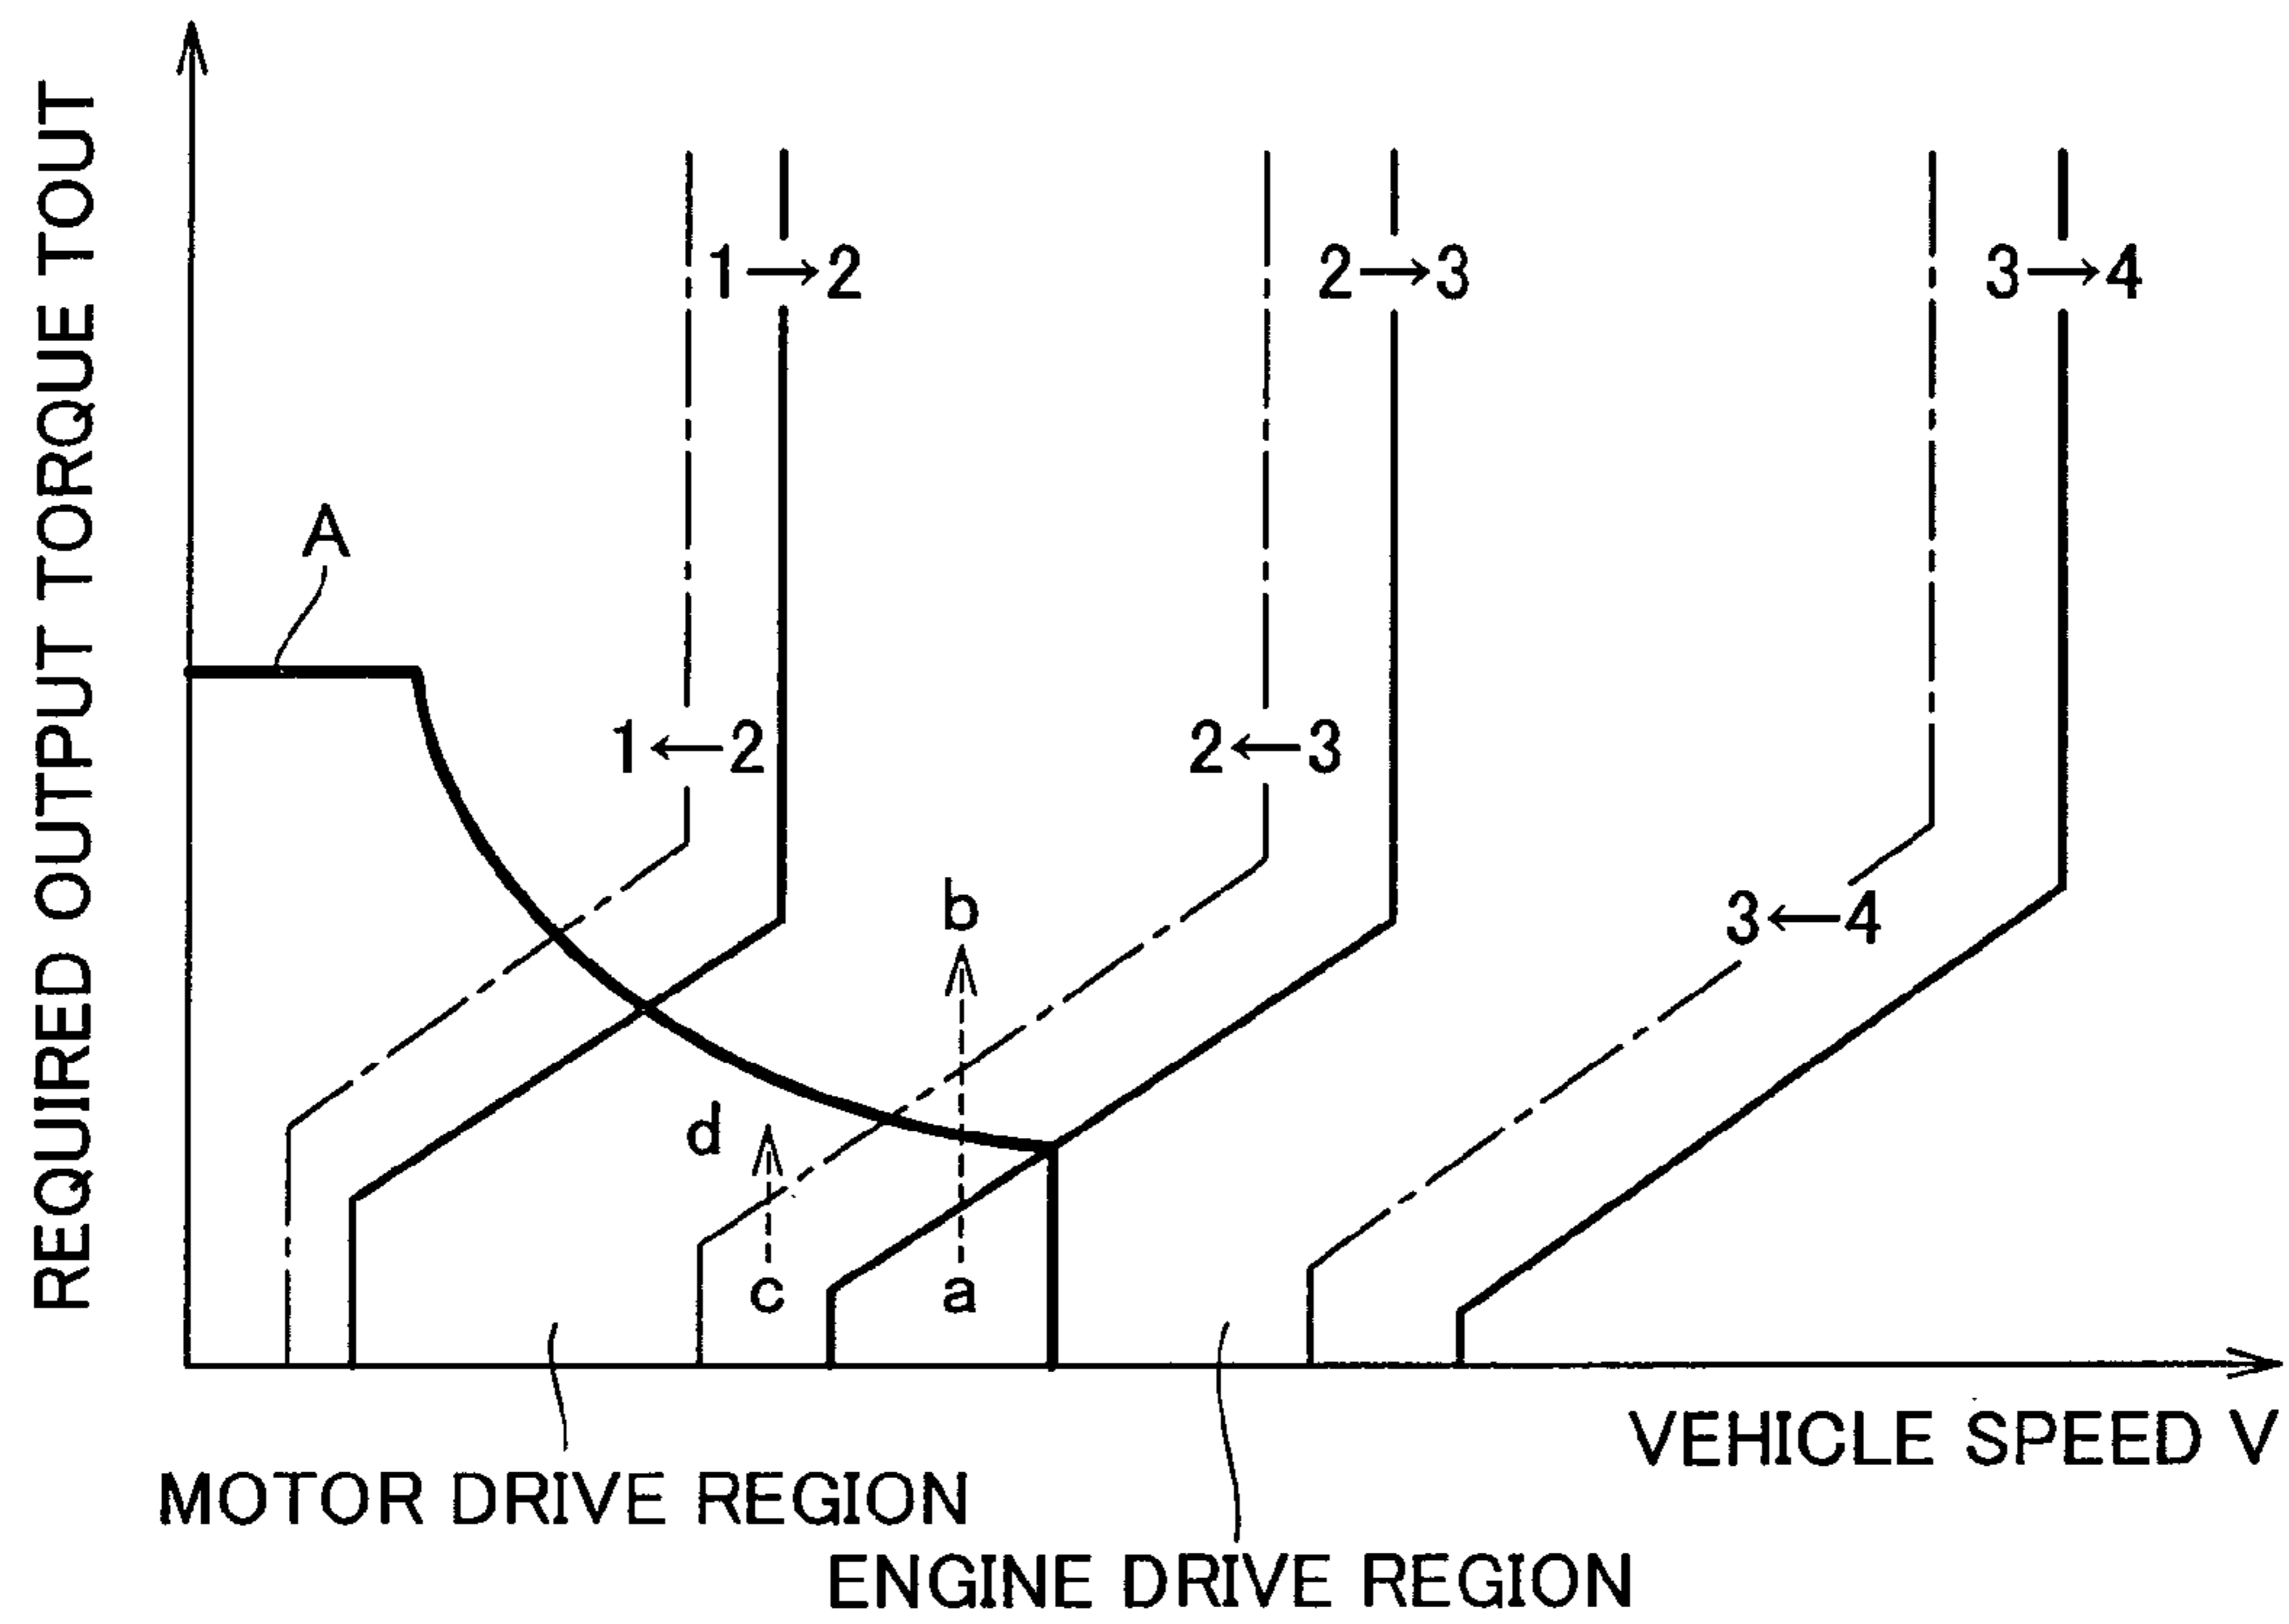 REQUIRED OUTPUT TORQUE TOUT
1→2
2→3
3→4
A
1←2
2←3
b
3←4
d
c
a
VEHICLE SPEED V
MOTOR DRIVE REGION
ENGINE DRIVE REGION